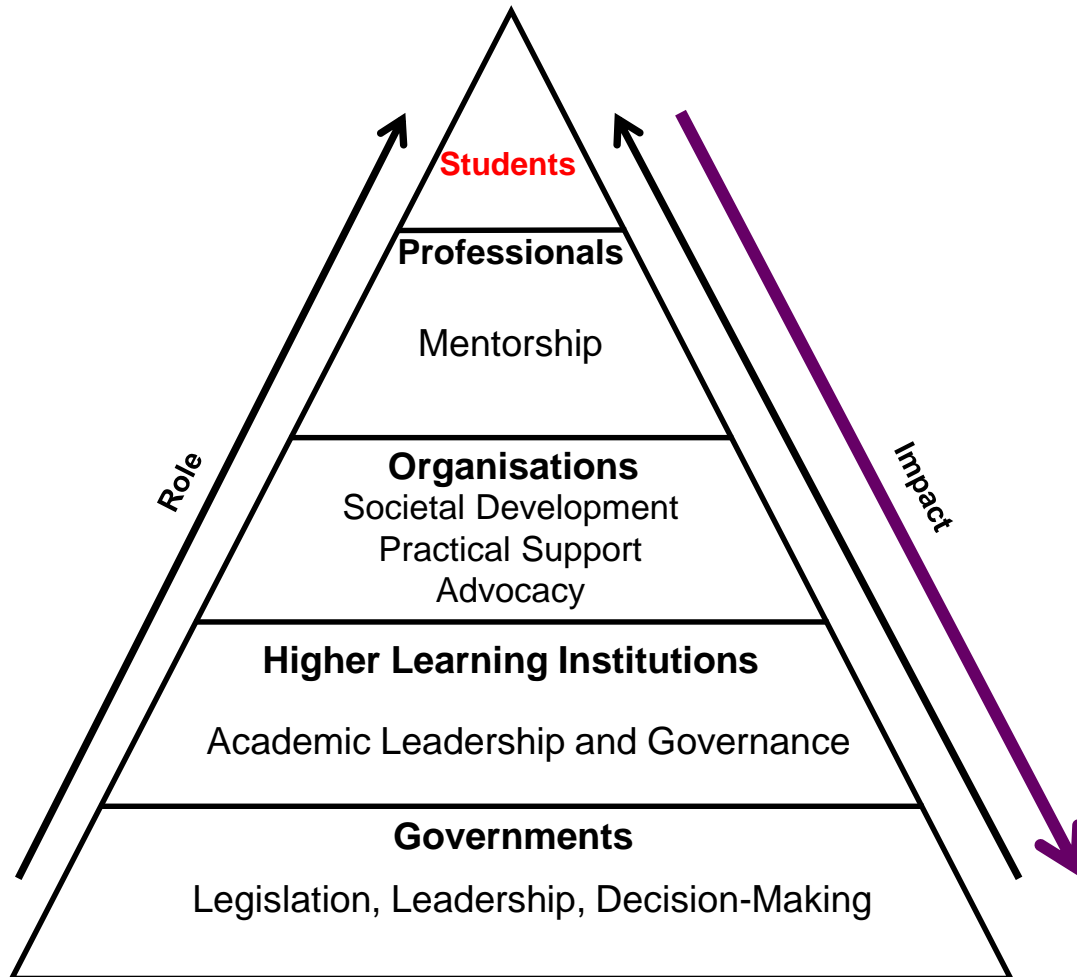 Students
Professionals
Mentorship
Role
Organisations
Societal Development
Practical Support
Advocacy
Impact
Higher Learning Institutions
Academic Leadership and Governance
Governments
Legislation, Leadership, Decision-Making